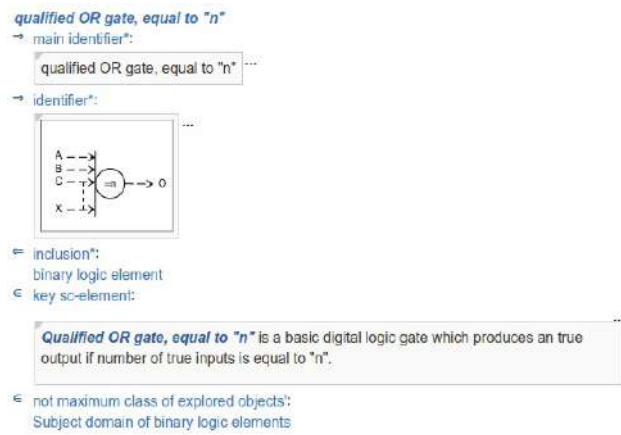 qualified OR gate, equal to "n"
→ main identifier*:
qualified OR gate, equal to "n" ...
→ identifier*:
...
A
B
C
=n
O
X
⇐ inclusion*:
binary logic element
∈ key sc-element:
...
Qualified OR gate, equal to "n" is a basic digital logic gate which produces an true
output if number of true inputs is equal to "n".
∈ not maximum class of explored objects':
Subject domain of binary logic elements